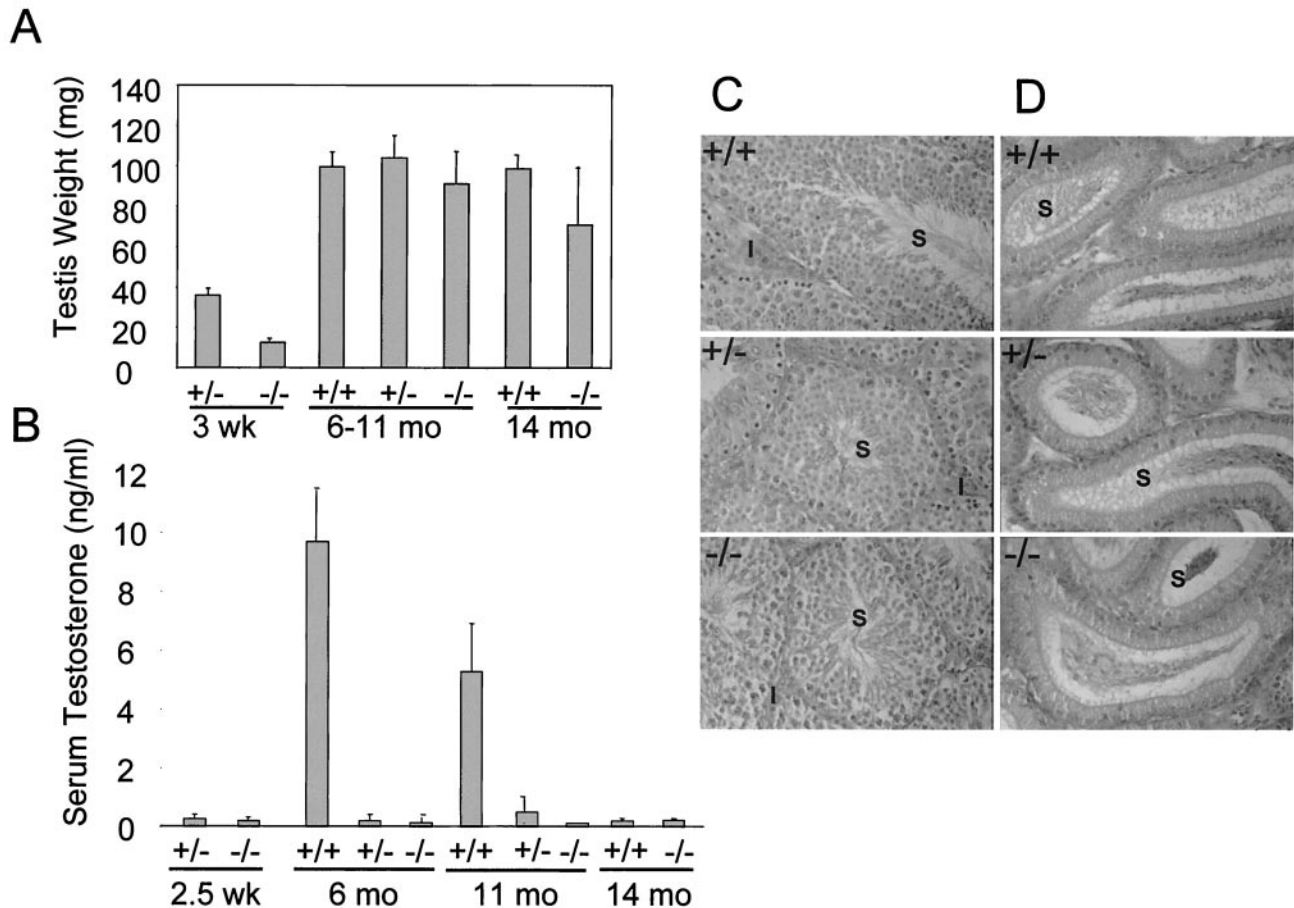 A
Testis Weight (mg)
140
120
100
80
60
40
20
0
+/- -/- +/+ +/- -/- +/+ -/-
3 wk 6-11 mo 14 mo
B
Serum Testosterone (ng/ml)
12
10
8
6
4
2
0
+/- -/- +/+ +/- -/- +/+ +/- -/- +/+ -/-
2.5 wk 6 mo 11 mo 14 mo
C
+/+
S
I
+/-
S
I
-/-
S
I
D
+/+
S
+/-
S
-/-
S